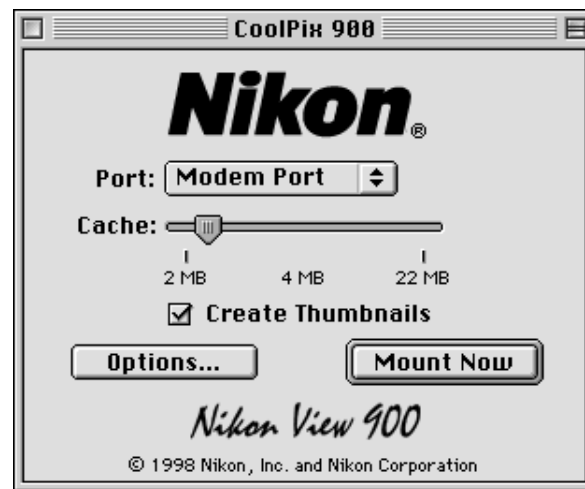 CoolPix 900
Nikon®
Port: Modem Port
Cache:
2 MB 4 MB 22 MB
Create Thumbnails
Options... Mount Now
Nikon View 900
© 1998 Nikon, Inc. and Nikon Corporation